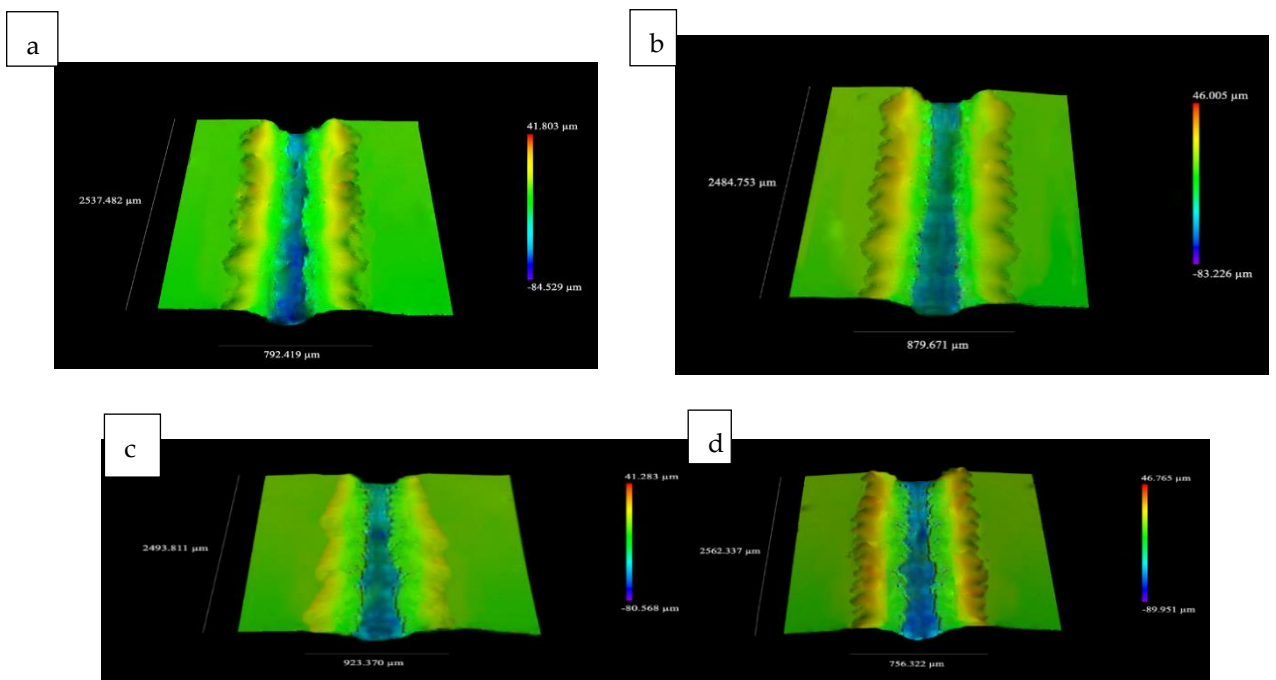 a
41.803 μm
2537.482 μm
-84.529 μm
792.419 μm
b
46.005 μm
2484.753 μm
-83.226 μm
879.671 μm
c
41.283 μm
2493.811 μm
-80.568 μm
923.370 μm
d
46.765 μm
2562.337 μm
-89.951 μm
756.322 μm